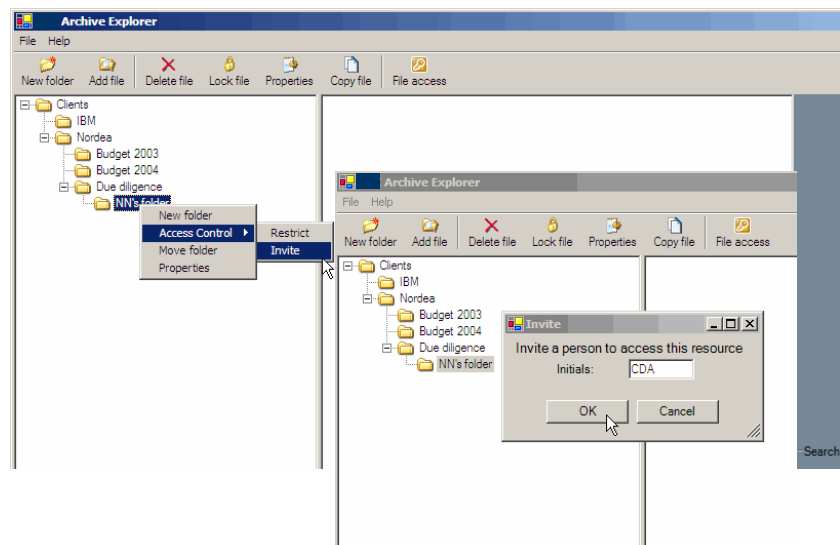 Archive Explorer
File Help
New folder Add file Delete file Lock file Properties Copy file File access
Clients
IBM
Nordea
Budget 2003
Budget 2004
Due diligence
NN's folder
New folder
Access Control
Move folder
Properties
Restrict
Invite
Archive Explorer
File Help
New folder Add file Delete file Lock file Properties Copy file File access
Clients
IBM
Nordea
Budget 2003
Budget 2004
Due diligence
NN's folder
Invite
Invite a person to access this resource
Initials: CDA
OK Cancel
Search